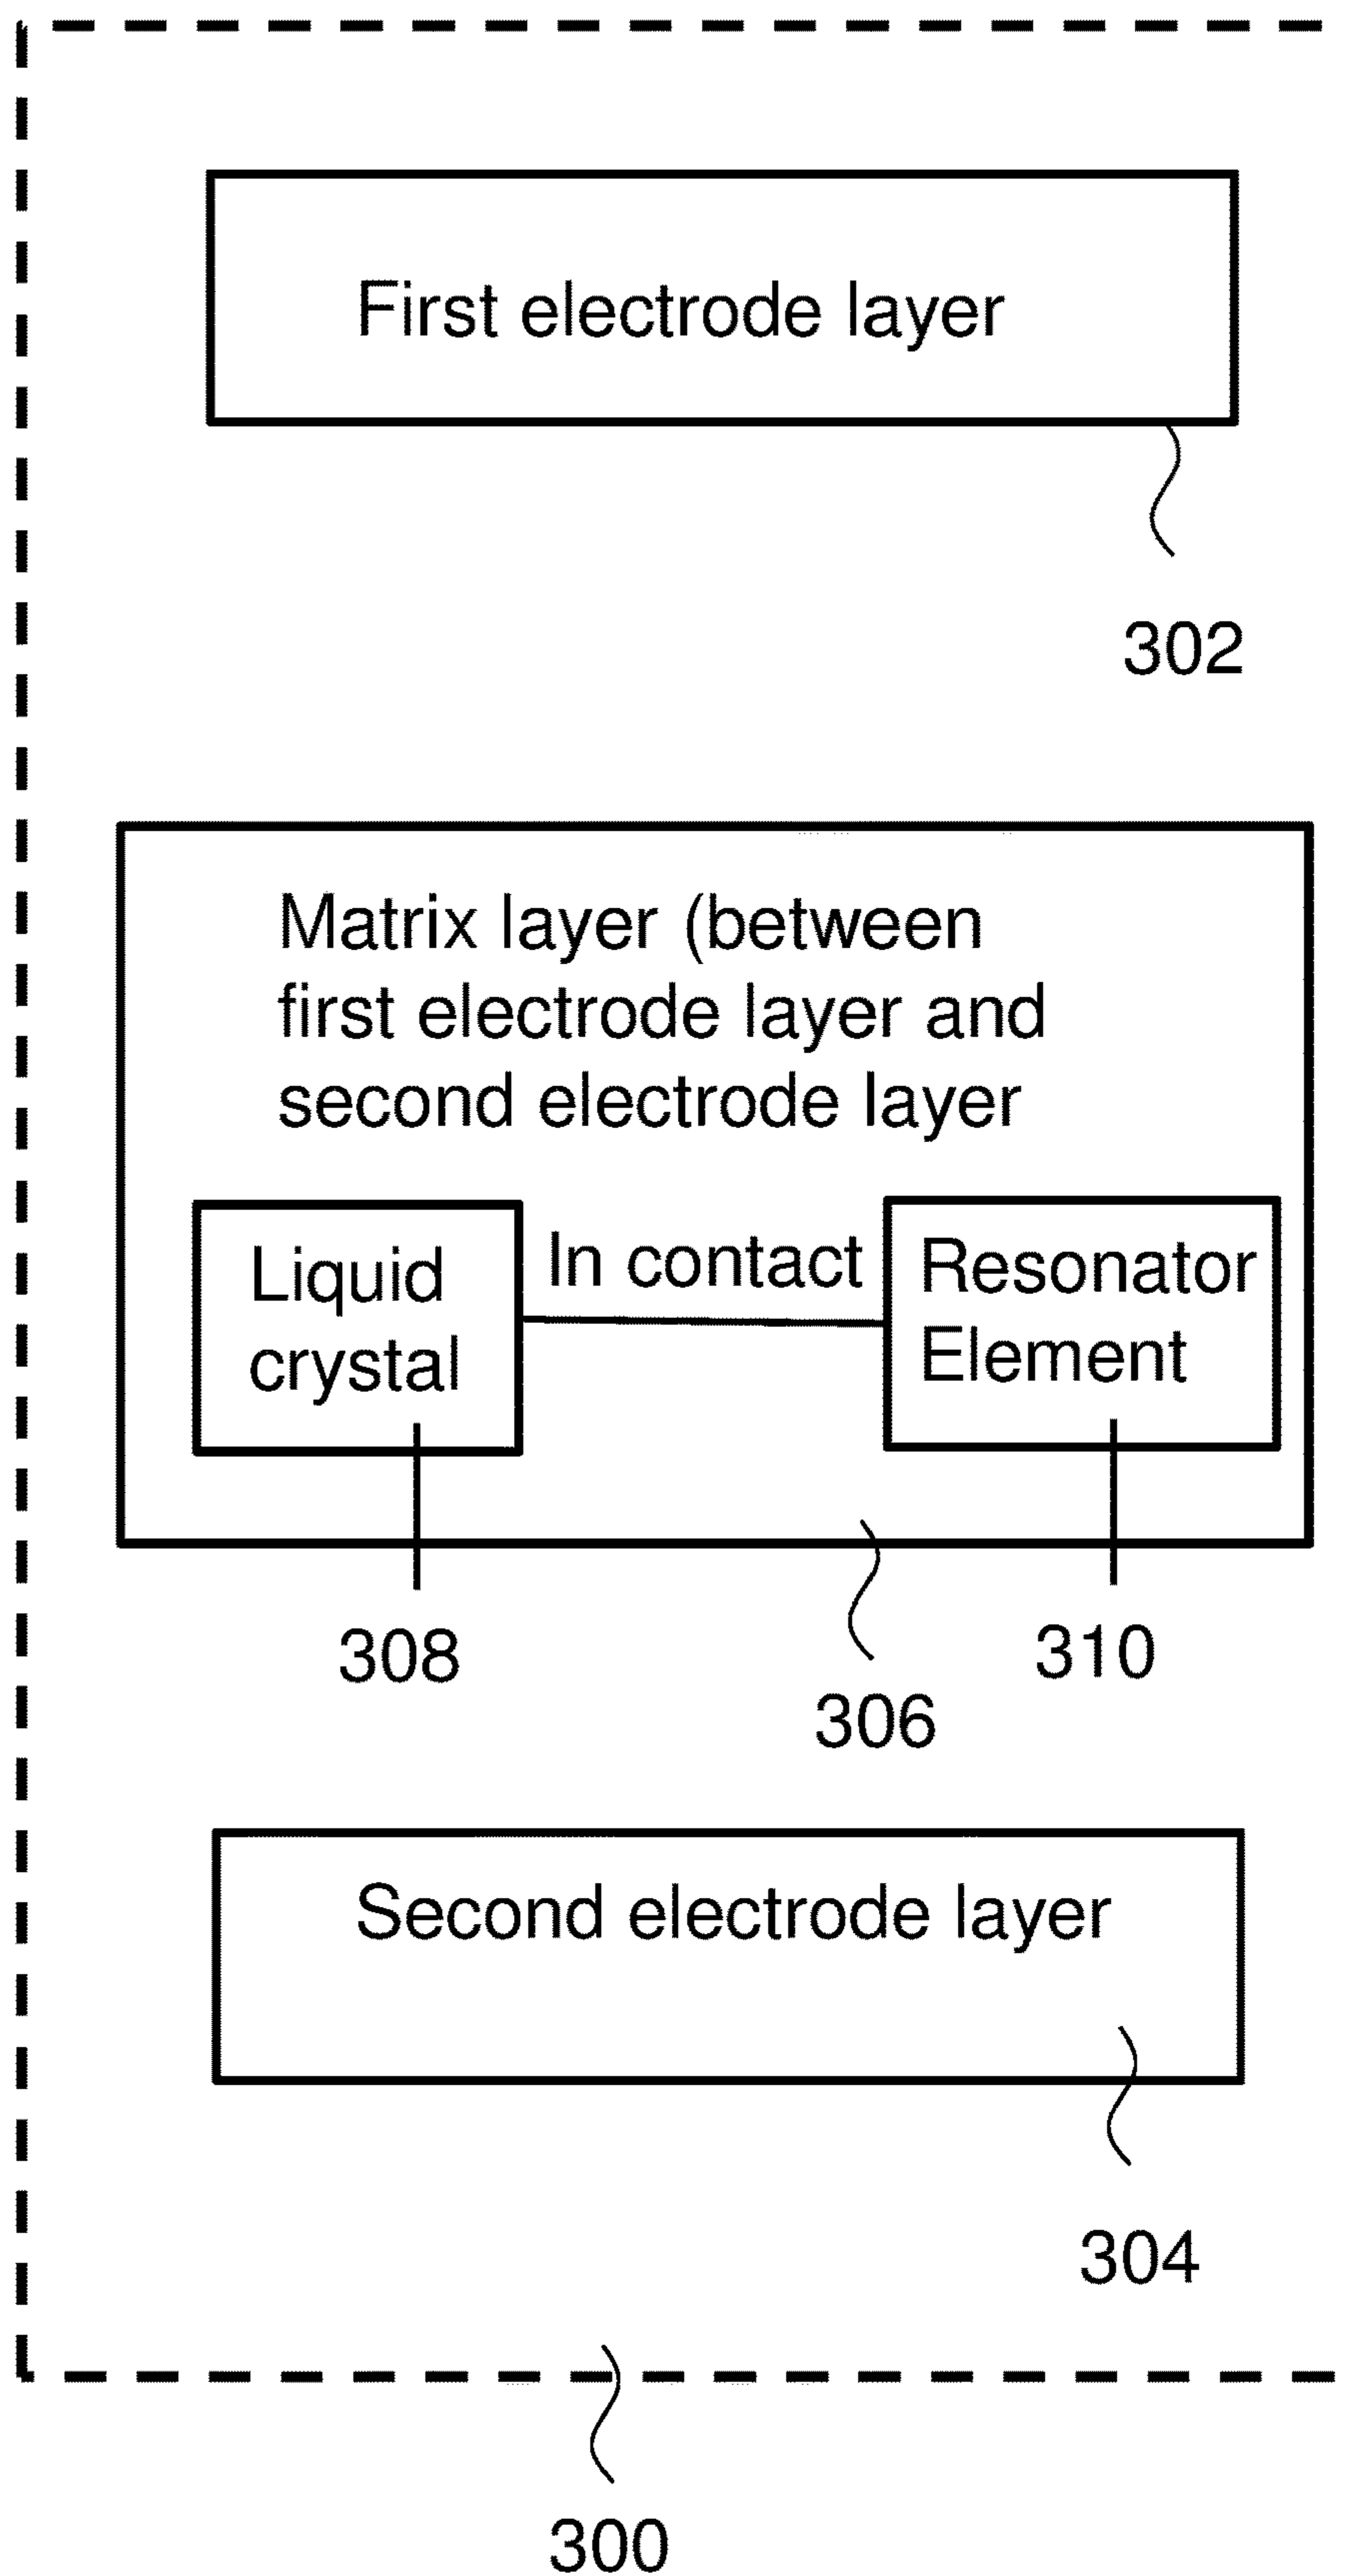 First electrode layer
302
Matrix layer (between
first electrode layer and
second electrode layer
In contact
Liquid
crystal
Resonator
Element
308
310
306
Second electrode layer
304
300